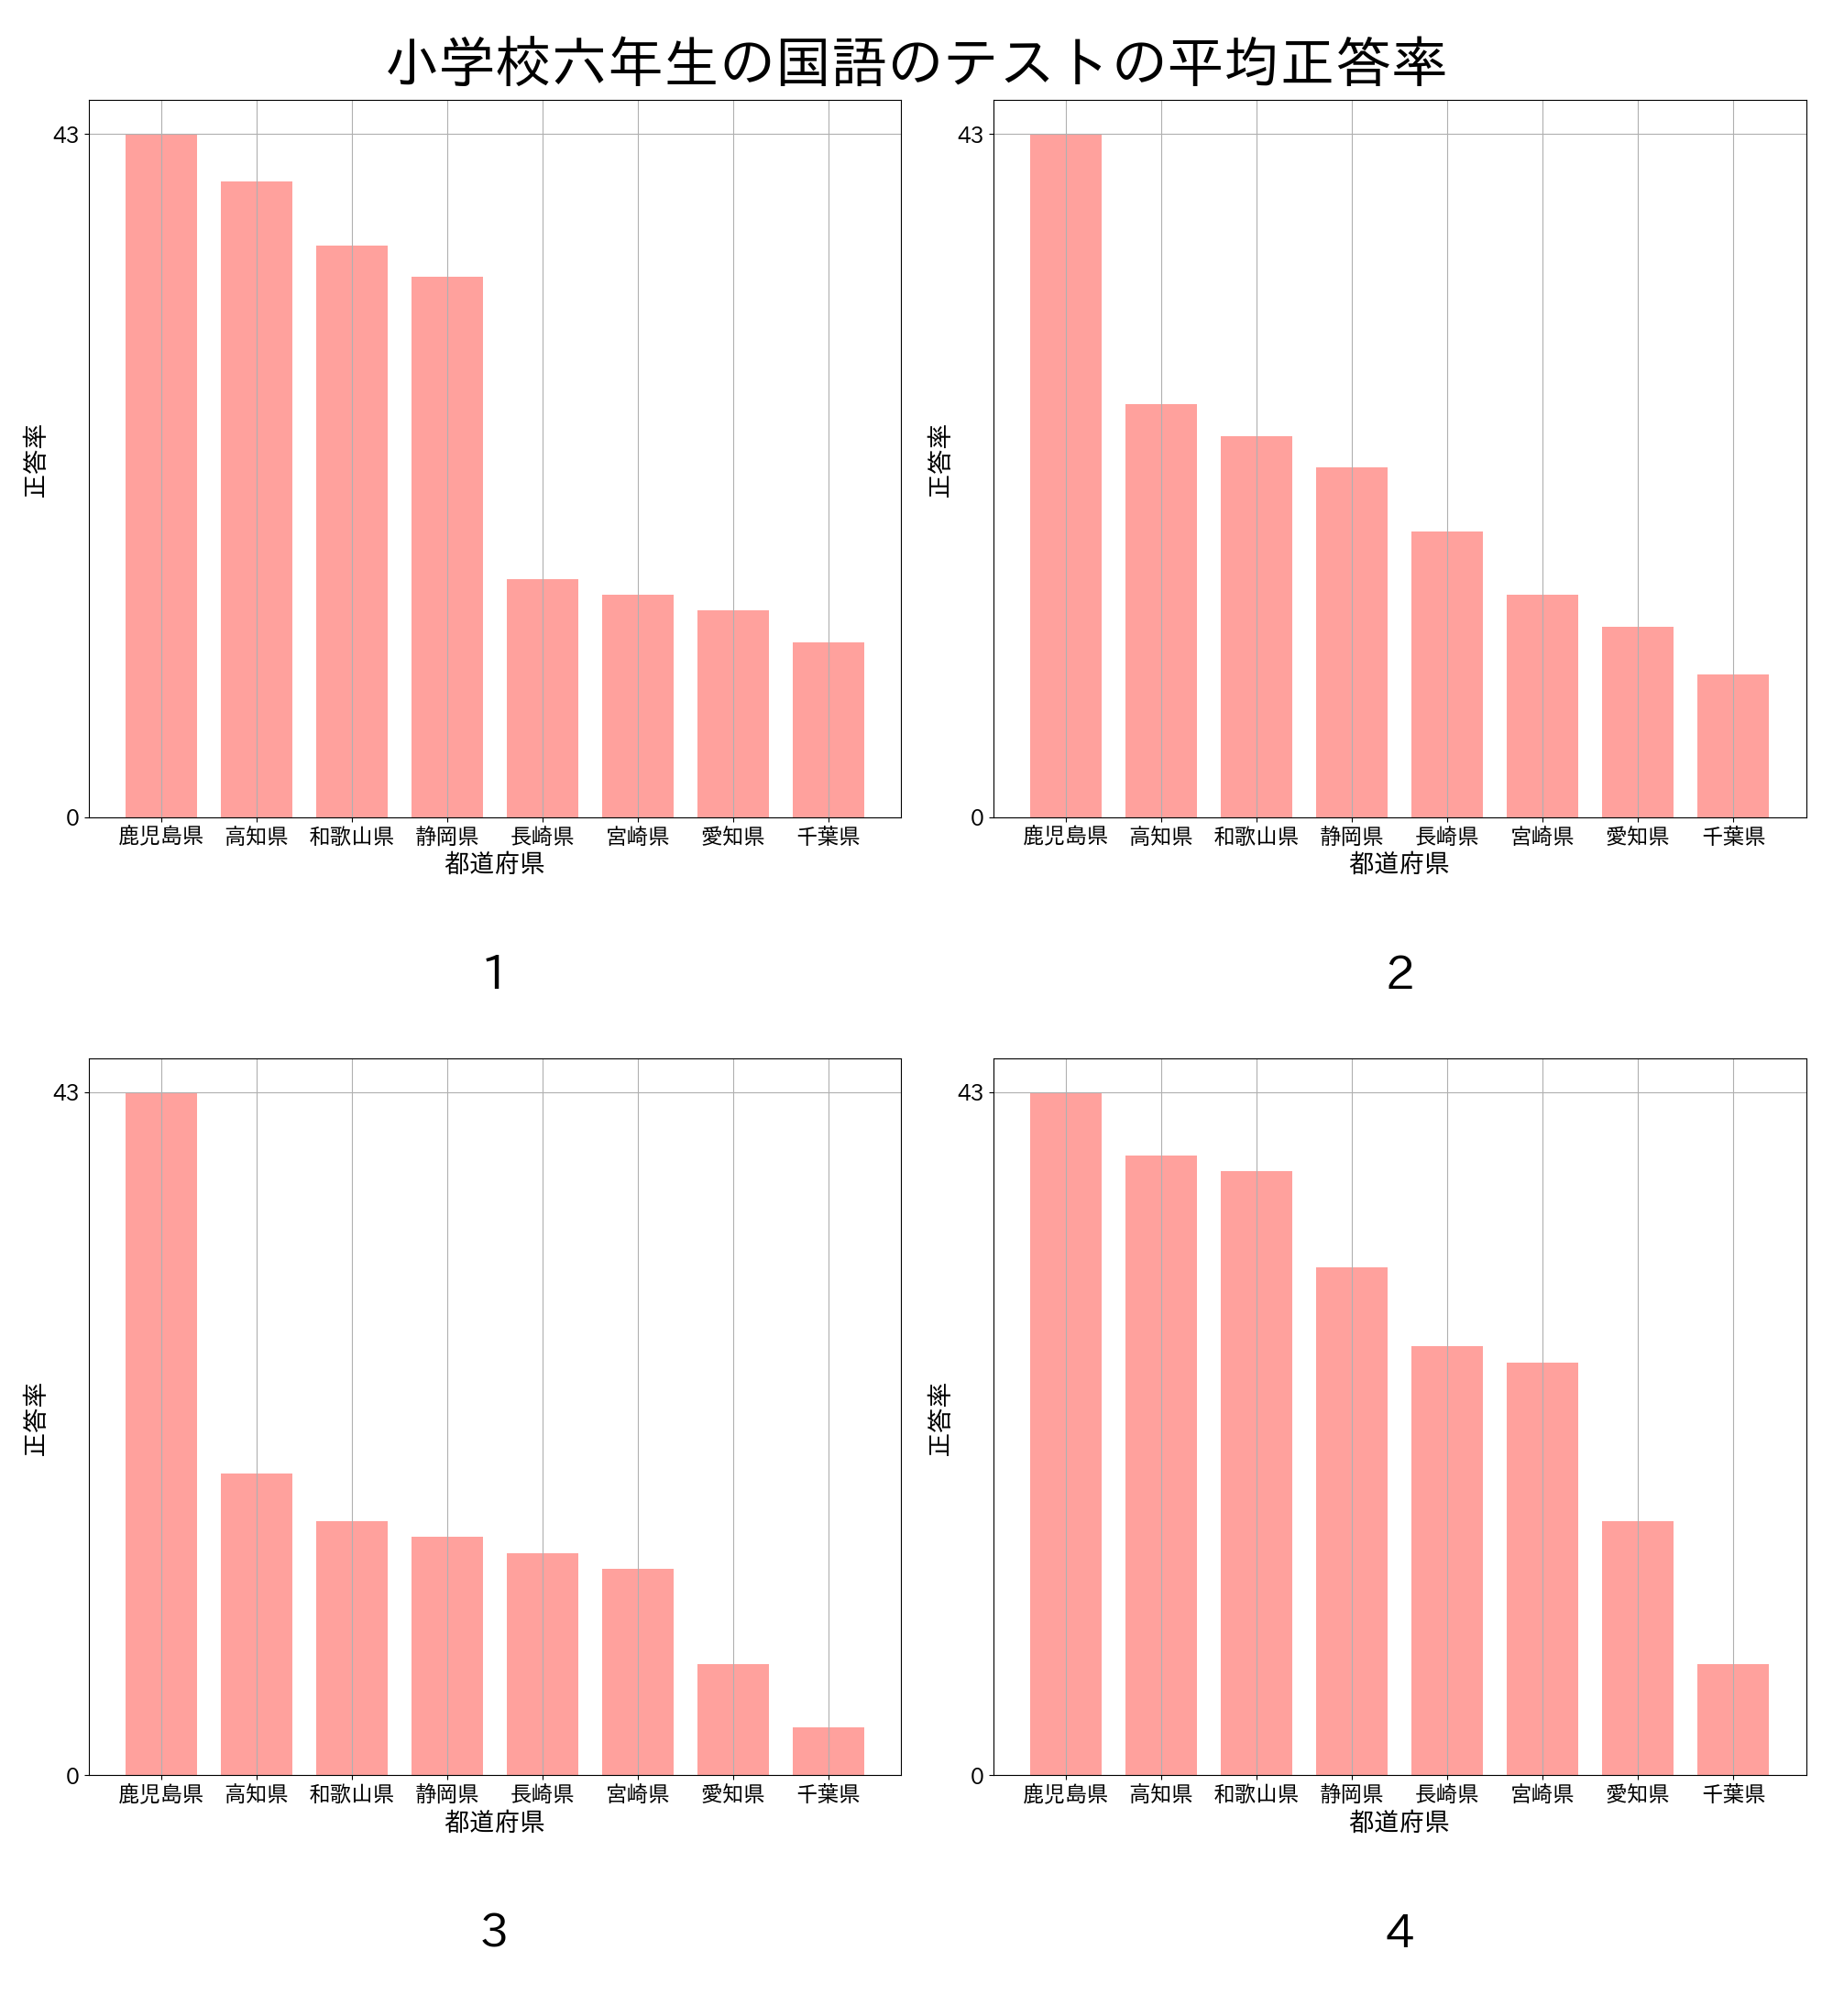 小学校六年生の国語のテストの平均正答率
43
0
正答率
鹿児島県 高知県 和歌山県 静岡県 長崎県 宮崎県 愛知県 千葉県
都道府県
1
43
0
正答率
鹿児島県 高知県 和歌山県 静岡県 長崎県 宮崎県 愛知県 千葉県
都道府県
2
43
0
正答率
鹿児島県 高知県 和歌山県 静岡県 長崎県 宮崎県 愛知県 千葉県
都道府県
3
43
0
正答率
鹿児島県 高知県 和歌山県 静岡県 長崎県 宮崎県 愛知県 千葉県
都道府県
4